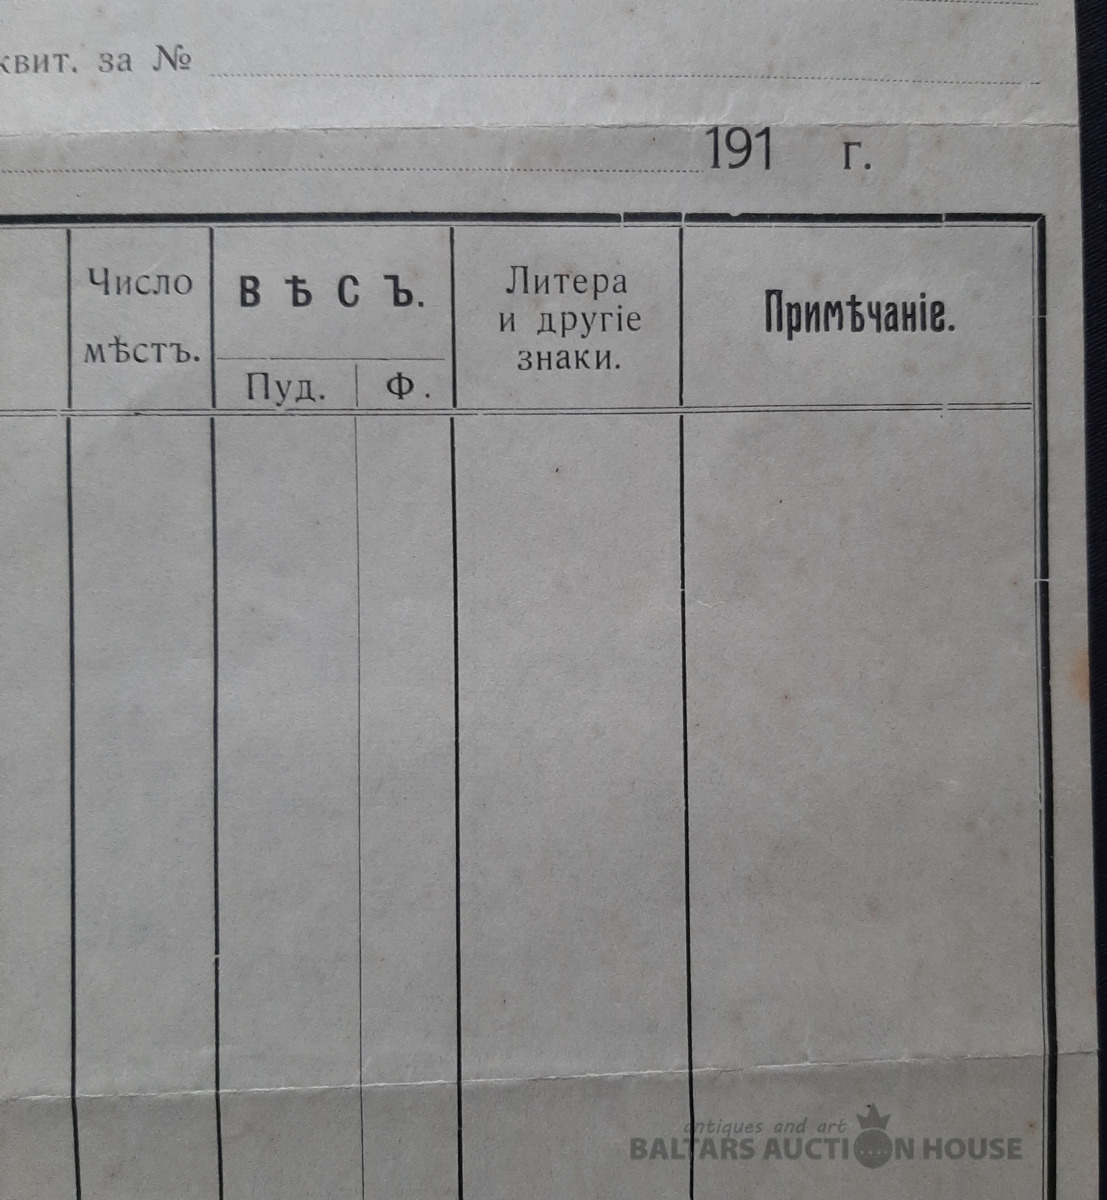 квит. за №
191 г.
Число
мѣстъ.
ВѢСЪ.
Пуд. Ф.
Литера
и другіе
знаки.
Примѣчаніе.
antiques and art
BALTARS AUCTION HOUSE